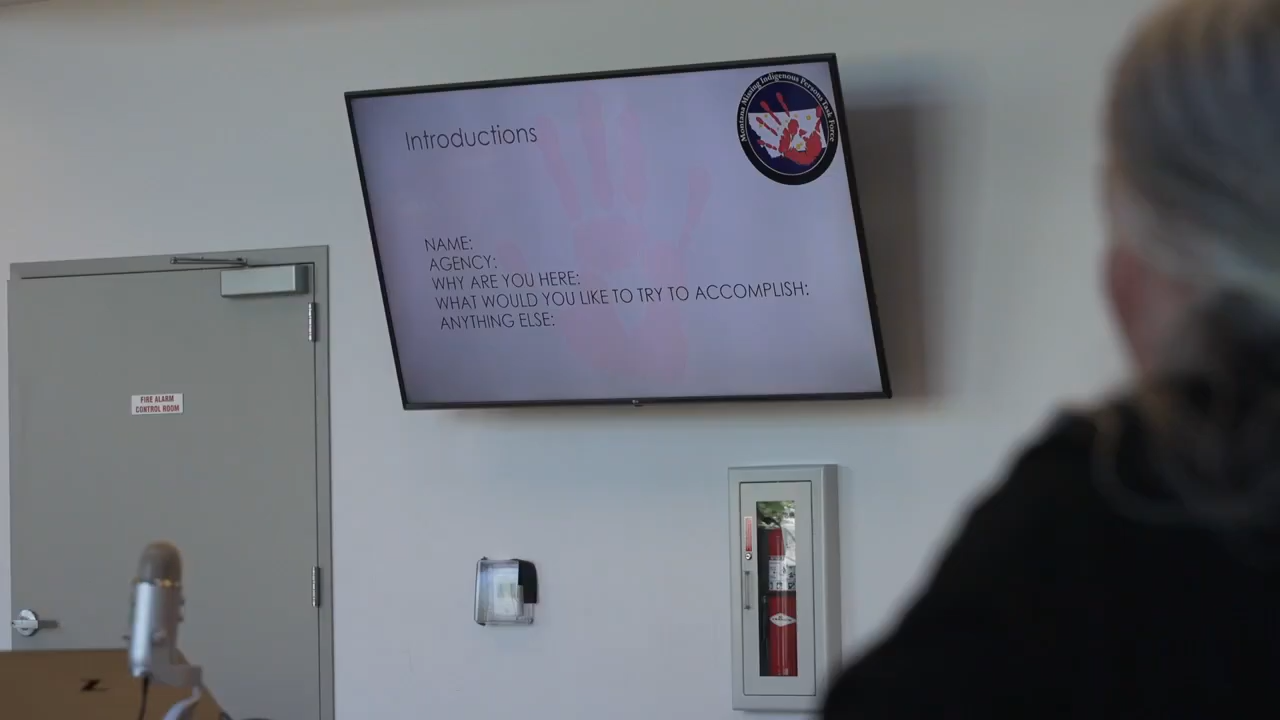 Introductions
Montana Missing Indigenous Persons Task Force
NAME:
AGENCY:
WHY ARE YOU HERE:
WHAT WOULD YOU LIKE TO TRY TO ACCOMPLISH:
ANYTHING ELSE:
FIRE ALARM
CONTROL ROOM